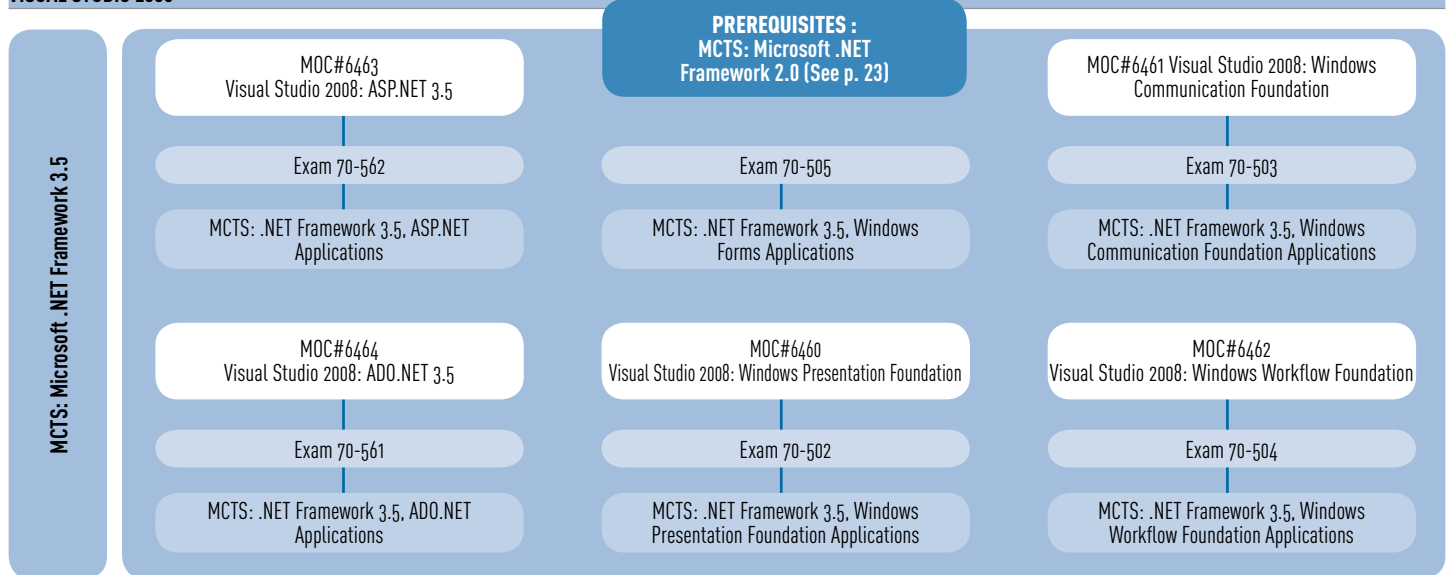 PREREQUISITES :
MCTS: Microsoft .NET
Framework 2.0 (See p. 23)
MCTS: Microsoft .NET Framework 3.5
MOC#6463
Visual Studio 2008: ASP.NET 3.5
Exam 70-562
MCTS: .NET Framework 3.5, ASP.NET
Applications
Exam 70-505
MCTS: .NET Framework 3.5, Windows
Forms Applications
MOC#6461 Visual Studio 2008: Windows
Communication Foundation
Exam 70-503
MCTS: .NET Framework 3.5, Windows
Communication Foundation Applications
MOC#6464
Visual Studio 2008: ADO.NET 3.5
Exam 70-561
MCTS: .NET Framework 3.5, ADO.NET
Applications
MOC#6460
Visual Studio 2008: Windows Presentation Foundation
Exam 70-502
MCTS: .NET Framework 3.5, Windows
Presentation Foundation Applications
MOC#6462
Visual Studio 2008: Windows Workflow Foundation
Exam 70-504
MCTS: .NET Framework 3.5, Windows
Workflow Foundation Applications